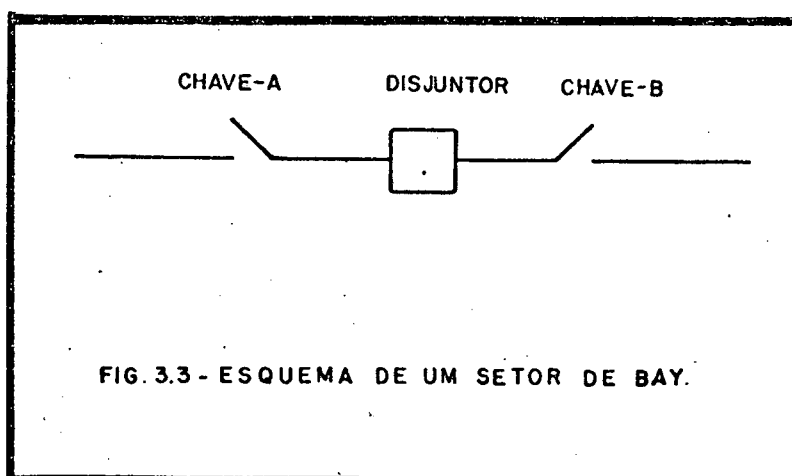 CHAVE-A DISJUNTOR CHAVE-B
FIG. 3.3 - ESQUEMA DE UM SETOR DE BAY.